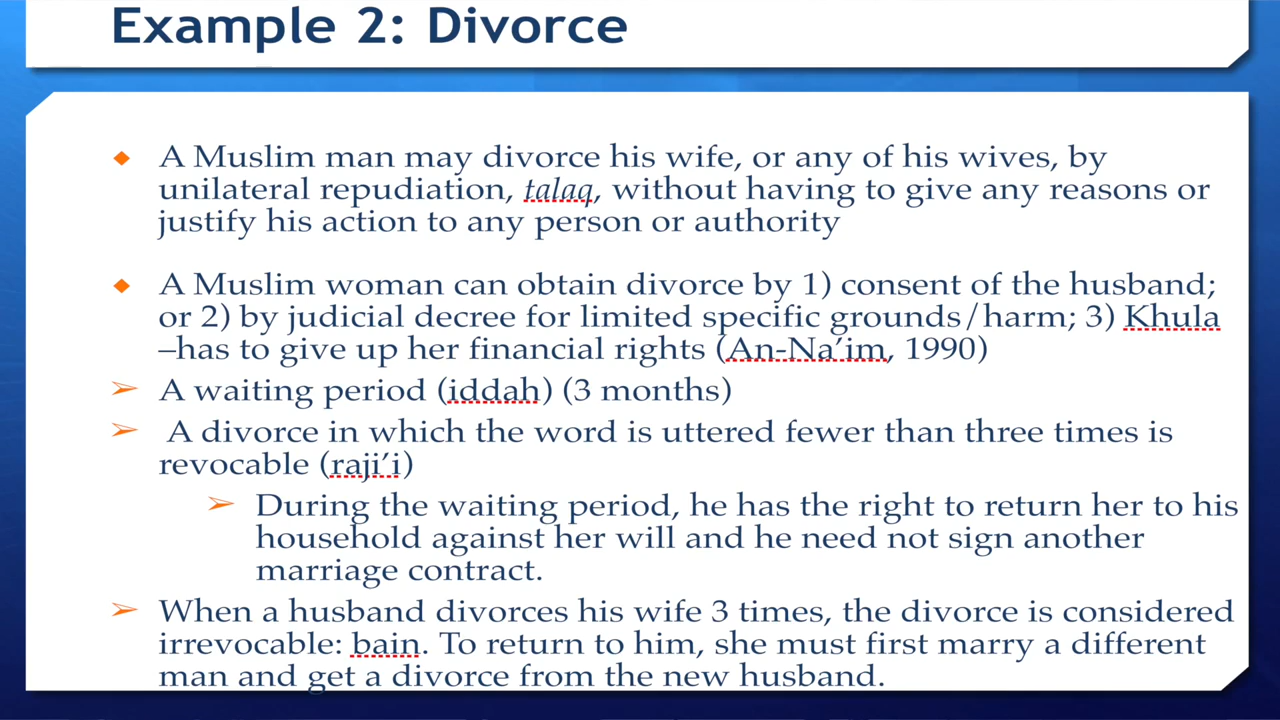 Example 2: Divorce
A Muslim man may divorce his wife, or any of his wives, by
unilateral repudiation, talaq, without having to give any reasons or
justify his action to any person or authority
A Muslim woman can obtain divorce by 1) consent of the husband;
or 2) by judicial decree for limited specific grounds/harm; 3) Khula
–has to give up her financial rights (An-Na’im, 1990)
A waiting period (iddah) (3 months)
A divorce in which the word is uttered fewer than three times is
revocable (raji’i)
During the waiting period, he has the right to return her to his
household against her will and he need not sign another
marriage contract.
When a husband divorces his wife 3 times, the divorce is considered
irrevocable: bain. To return to him, she must first marry a different
man and get a divorce from the new husband.